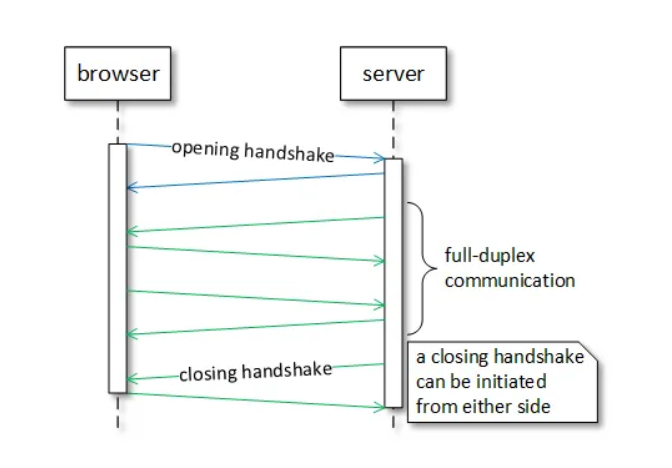 browser
server
opening handshake
full-duplex
communication
closing handshake
a closing handshake
can be initiated
from either side